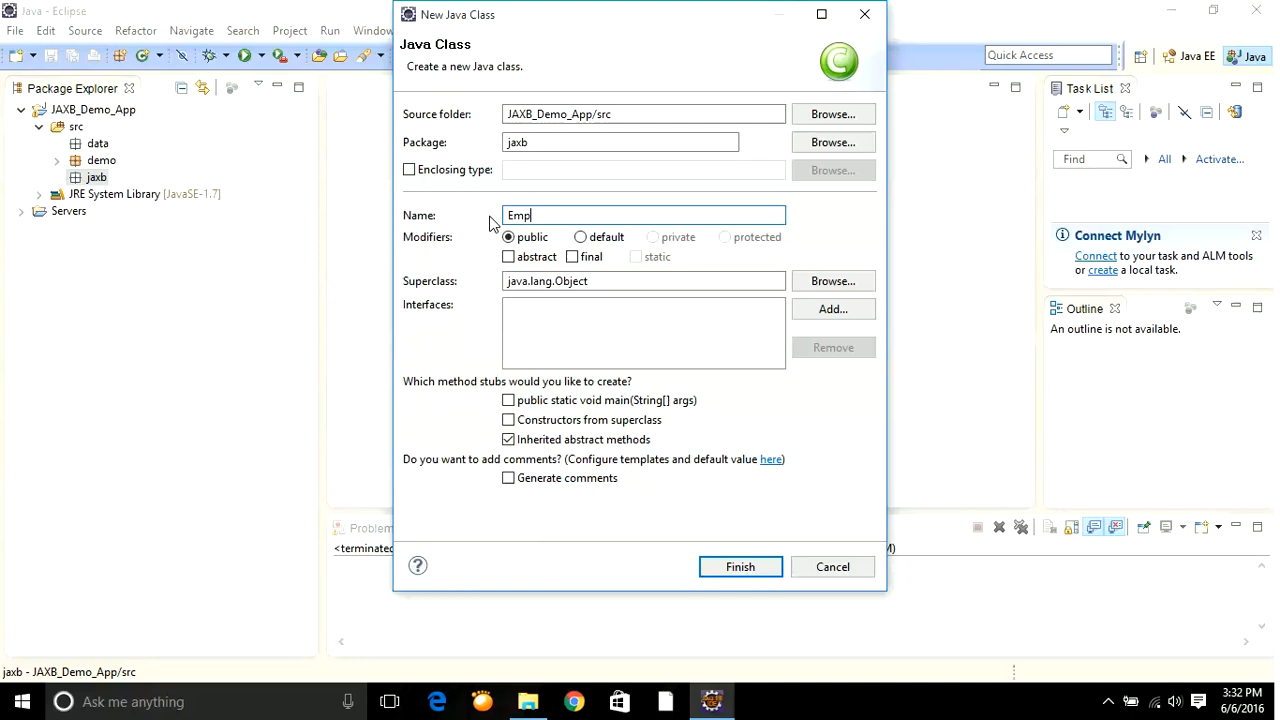 Java - Eclipse
File Edit Source Refactor Navigate Search Project Run Window
New Java Class
Java Class
Create a new Java class.
Source folder: JAXB_Demo_App/src Browse...
Package: jaxb Browse...
Enclosing type: Browse...
Name: Emp
Modifiers: public default private protected
abstract final static
Superclass: java.lang.Object Browse...
Interfaces: Add...
Remove
Which method stubs would you like to create?
public static void main(String[] args)
Constructors from superclass
Inherited abstract methods
Do you want to add comments? (Configure templates and default value here)
Generate comments
Finish Cancel
Quick Access Java EE Java
Package Explorer
JAXB_Demo_App
src
data
demo
jaxb
JRE System Library [JavaSE-1.7]
Servers
Task List
Find All Activate...
Connect Mylyn
Connect to your task and ALM tools
or create a local task.
Outline
An outline is not available.
Problem
<terminated M)
jaxb - JAXB_Demo_App/src
Ask me anything
3:32 PM
6/6/2016